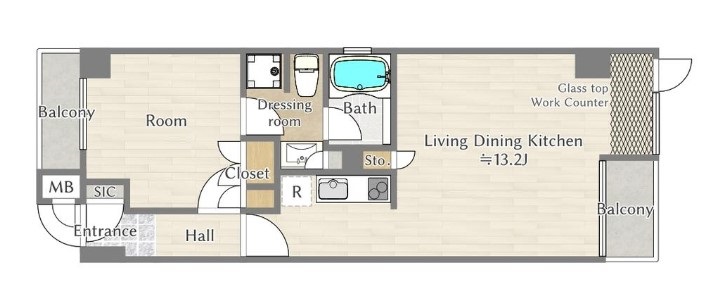 Balcony
Room
Dressing
room
Bath
Glass top
Work Counter
Living Dining Kitchen
≒13.2J
Closet
Sto.
MB
SIC
R
Entrance
Hall
Balcony